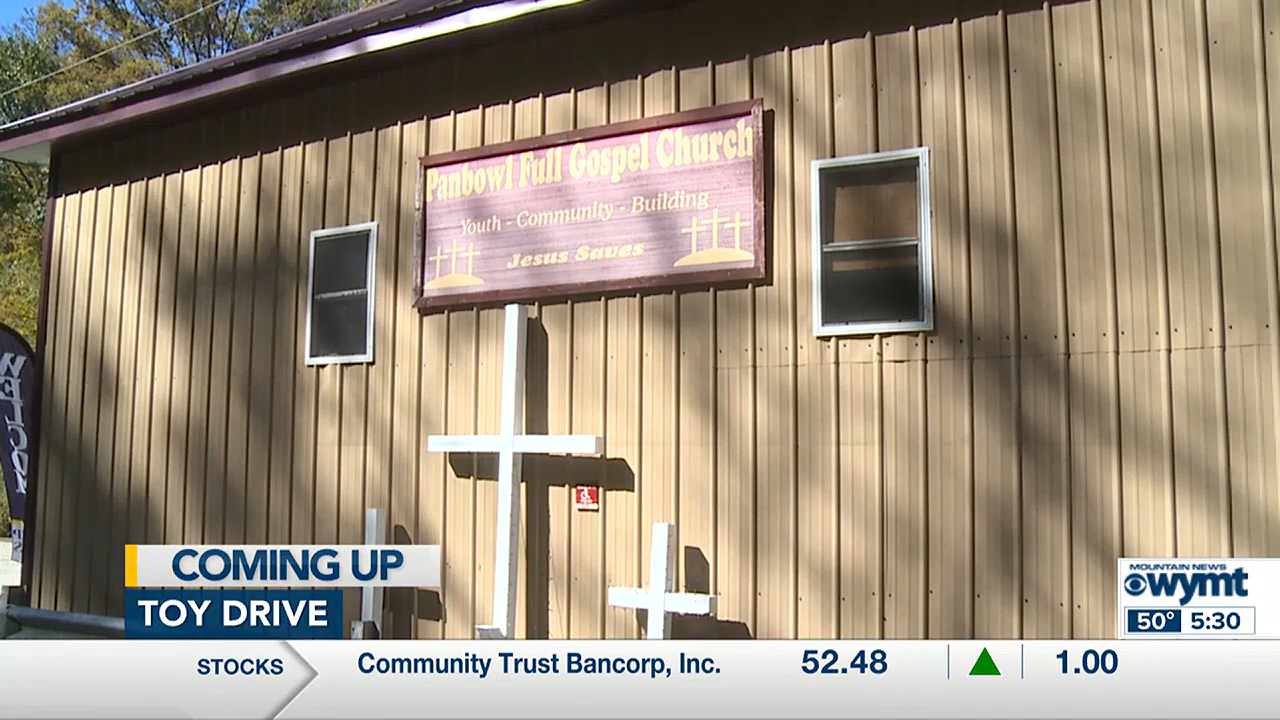 Panbowl Full Gospel Church
Youth - Community - Building
Jesus Saves
COMING UP
TOY DRIVE
MOUNTAIN NEWS
wymt
50° 5:30
STOCKS Community Trust Bancorp, Inc. 52.48 1.00